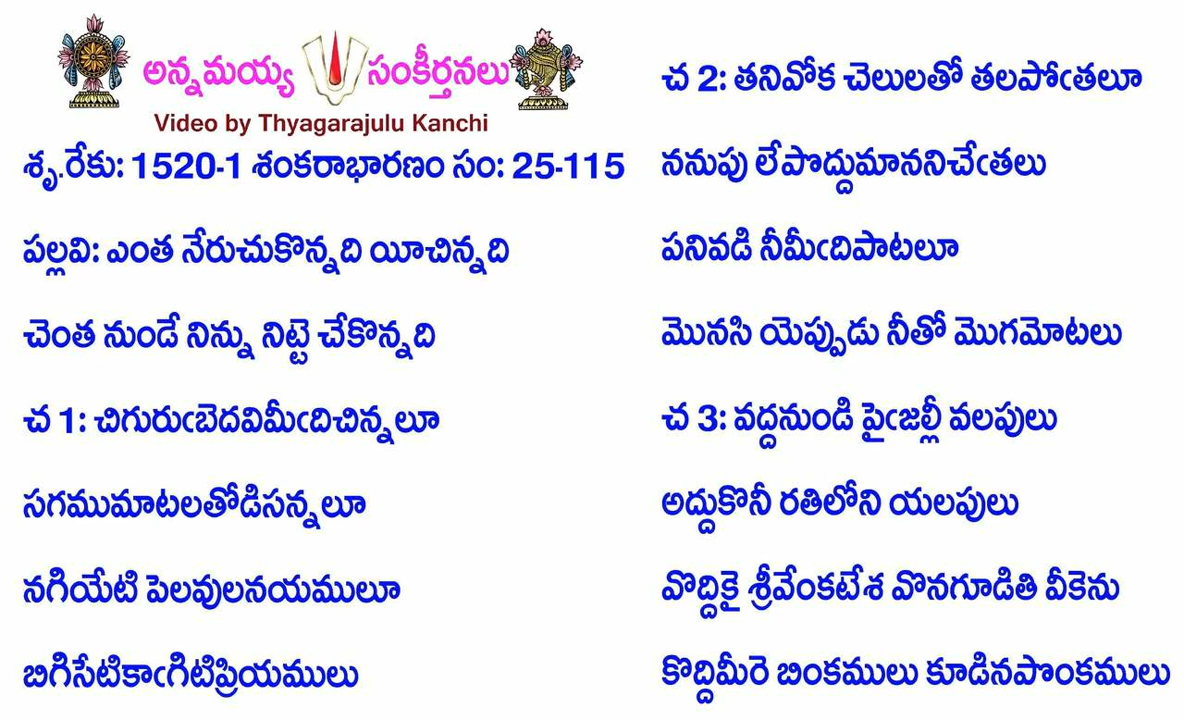 అన్నమయ్య సంకీర్తనలు
Video by Thyagarajulu Kanchi
శృ.రేకు: 1520-1 శంకరాభారణం సం: 25-115
పల్లవి: ఎంత నేరుచుకొన్నది యీచిన్నది
చెంత నుండే నిన్ను నిట్టె చేకొన్నది
చ 1: చిగురుఁబెదవిమీఁదిచిన్నలూ
సగముమాటలతోడిసన్నలూ
నగియేటి పెలవులనయములూ
బిగిసేటికాఁగిటిప్రియములు
చ 2: తనివోక చెలులతో తలపోఁతలూ
ననుపు లేపొద్దుమాననిచేఁతలు
పనివడి నీమీఁదిపాటలూ
మొనసి యెప్పుడు నీతో మొగమోటలు
చ 3: వద్దనుండి పైఁజల్లీ వలపులు
అద్దుకొనీ రతిలోని యలపులు
వొద్దికై శ్రీవేంకటేశ వొనగూడితి వీకెను
కొద్దిమీరె బింకములు కూడినపొంకములు